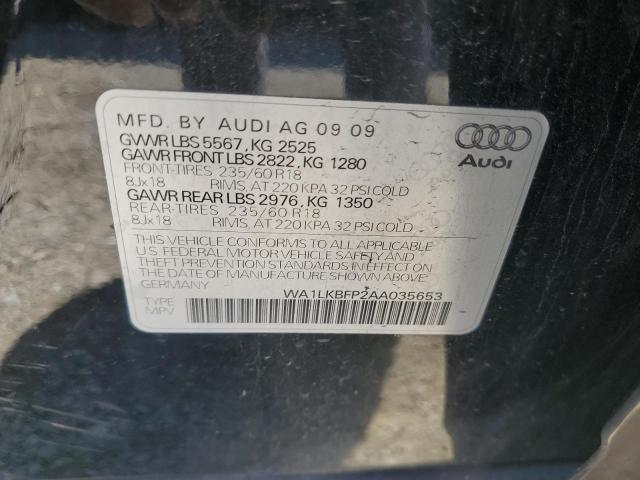 MFD. BY AUDI AG 09 09
GVWR LBS 5567, KG 2525
GAWR FRONT LBS 2822, KG 1280
FRONT-TIRES 235/60 R18
8Jx18 RIMS, AT 220 KPA 32 PSI COLD
GAWR REAR LBS 2976, KG 1350
REAR-TIRES 235/60 R18
8Jx18 RIMS, AT 220 KPA 32 PSI COLD
THIS VEHICLE CONFORMS TO ALL APPLICABLE
U.S. FEDERAL MOTOR VEHICLE SAFETY AND
THEFT PREVENTION STANDARDS IN EFFECT ON
THE DATE OF MANUFACTURE SHOWN ABOVE.
GERMANY
WA1LKBFP2AA035653
TYPE
MPV
Audi